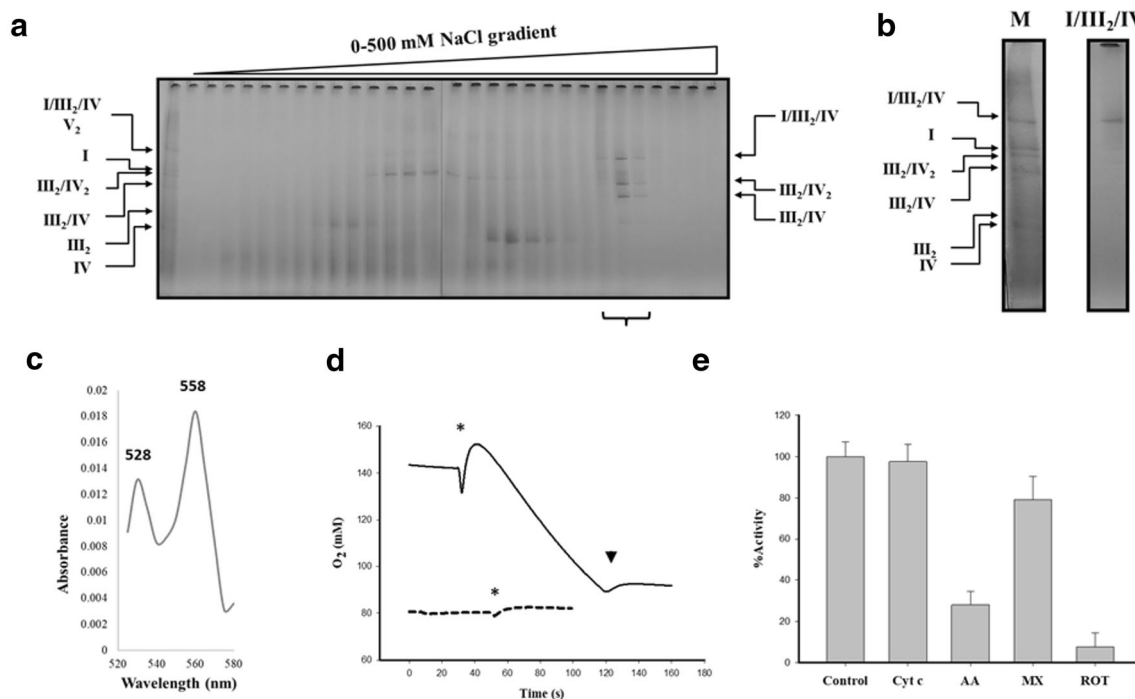 a
0-500 mM NaCl gradient
I/III₂/IV
V₂
I
III₂/IV₂
III₂/IV
III₂
IV
I/III₂/IV
III₂/IV₂
III₂/IV
b
M
I/III₂/IV
I/III₂/IV
I
III₂/IV₂
III₂/IV
III₂
IV
c
0.02
0.018
0.016
0.014
0.012
0.01
0.008
0.006
0.004
0.002
0
528
558
520 540 560 580
Absorbance
Wavelength (nm)
d
160
140
120
100
80
60
40
*
*
0 20 40 60 80 100 120 140 160 180
O₂ (mM)
Time (s)
e
120
100
80
60
40
20
0
%Activity
Control Cyt c AA MX ROT